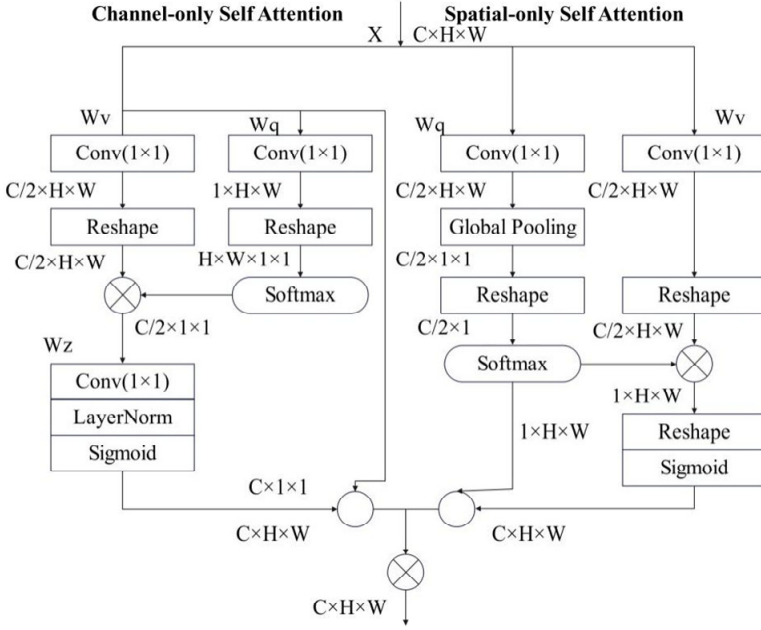 Channel-only Self Attention
Spatial-only Self Attention
X
C×H×W
Wv
Wq
Wq
Wv
Conv(1×1)
Conv(1×1)
Conv(1×1)
Conv(1×1)
C/2×H×W
1×H×W
C/2×H×W
C/2×H×W
Reshape
Reshape
Global Pooling
C/2×H×W
H×W×1×1
C/2×1×1
Softmax
Reshape
Reshape
C/2×1×1
C/2×1
C/2×H×W
Wz
Softmax
Conv(1×1)
LayerNorm
Sigmoid
1×H×W
1×H×W
Reshape
Sigmoid
C×1×1
C×H×W
C×H×W
C×H×W